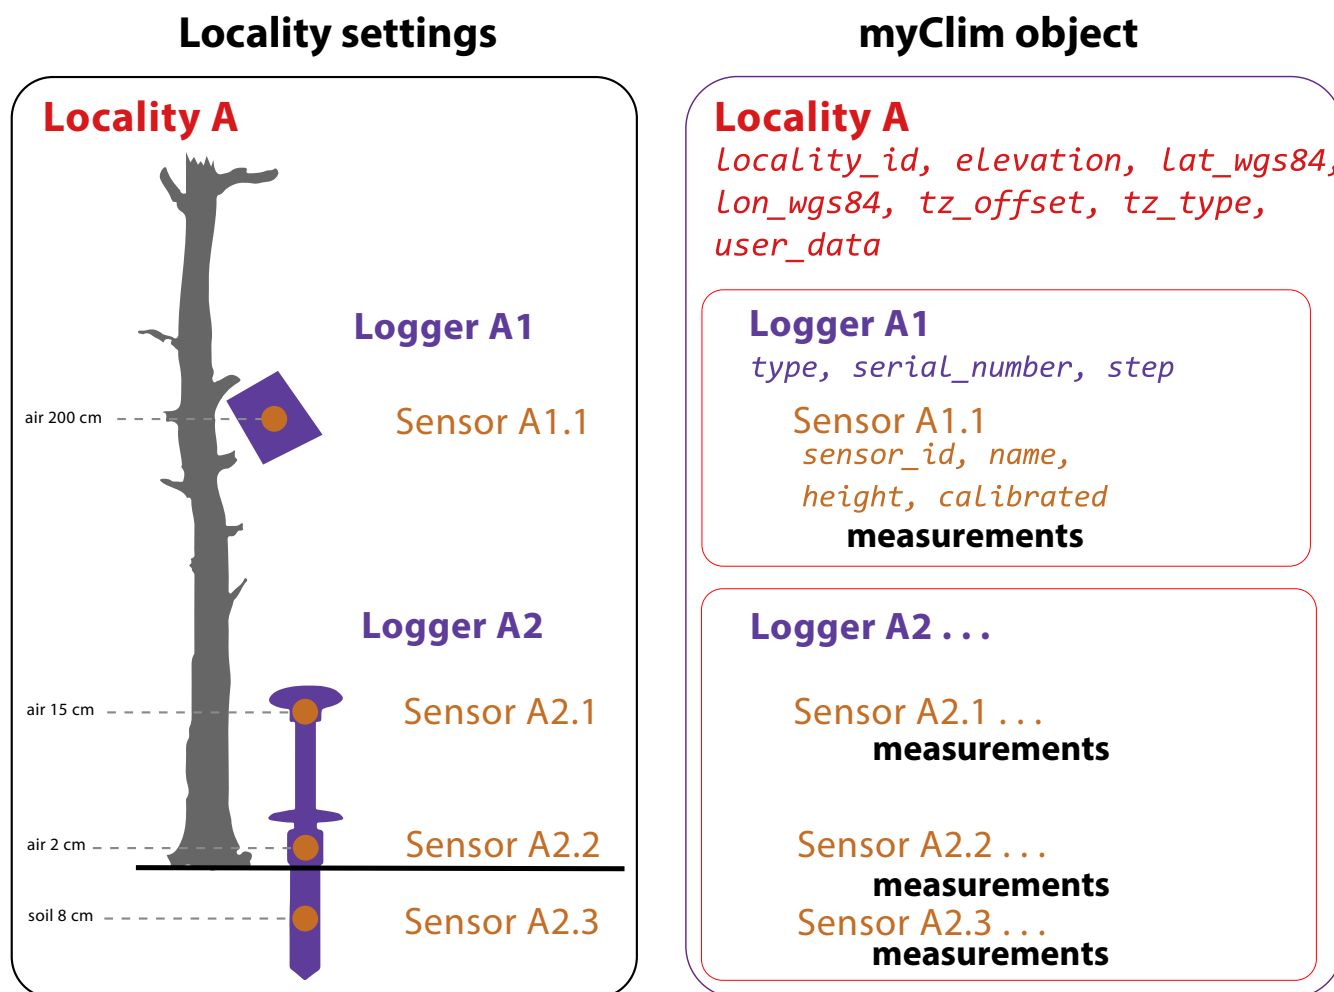 Locality settings
Locality A
Logger A1
air 200 cm
Sensor A1.1
Logger A2
air 15 cm
Sensor A2.1
air 2 cm
Sensor A2.2
soil 8 cm
Sensor A2.3
myClim object
Locality A
locality_id, elevation, lat_wgs84,
lon_wgs84, tz_offset, tz_type,
user_data
Logger A1
type, serial_number, step
Sensor A1.1
sensor_id, name,
height, calibrated
measurements
Logger A2 . . .
Sensor A2.1 . . .
measurements
Sensor A2.2 . . .
measurements
Sensor A2.3 . . .
measurements